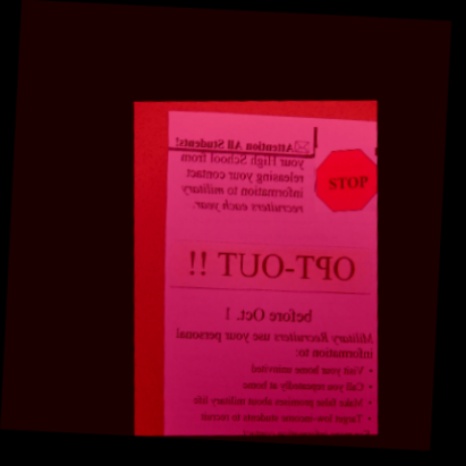 Attention All Students!
STOP
your High School from
releasing your contact
information to military
recruiters each year.
OPT-OUT !!
before Oct. 1
Military Recruiters use your personal
information to:
• Visit your home uninvited
• Call you repeatedly at home
• Make false promises about military life
• Target low-income students to recruit